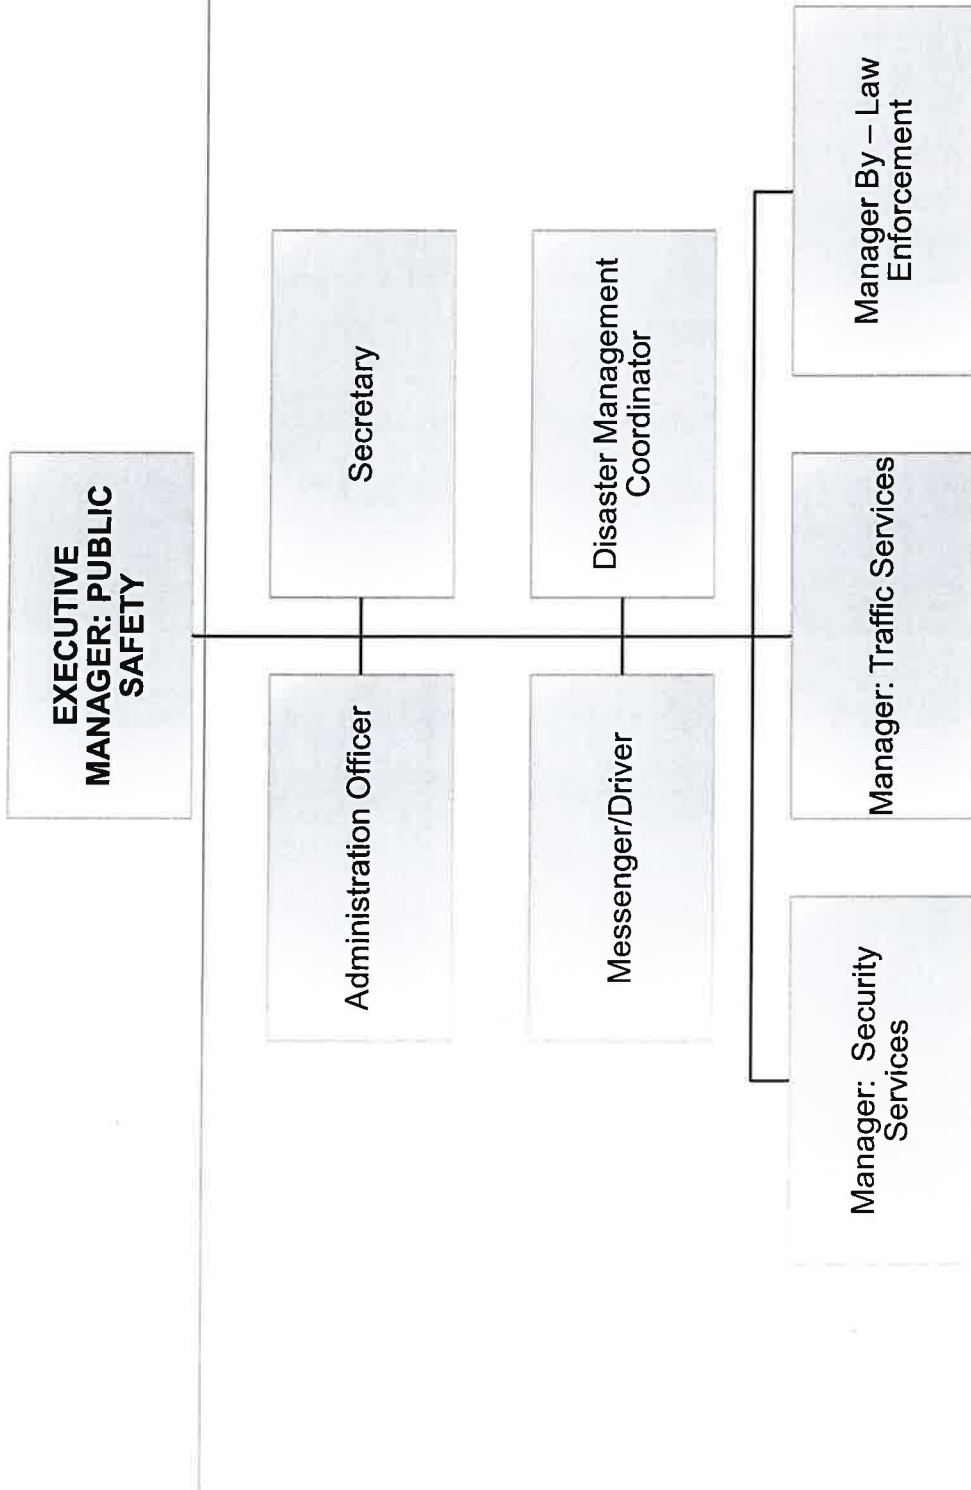 EXECUTIVE
MANAGER: PUBLIC
SAFETY
Administration Officer
Secretary
Messenger/Driver
Disaster Management
Coordinator
Manager: Security
Services
Manager: Traffic Services
Manager By – Law
Enforcement